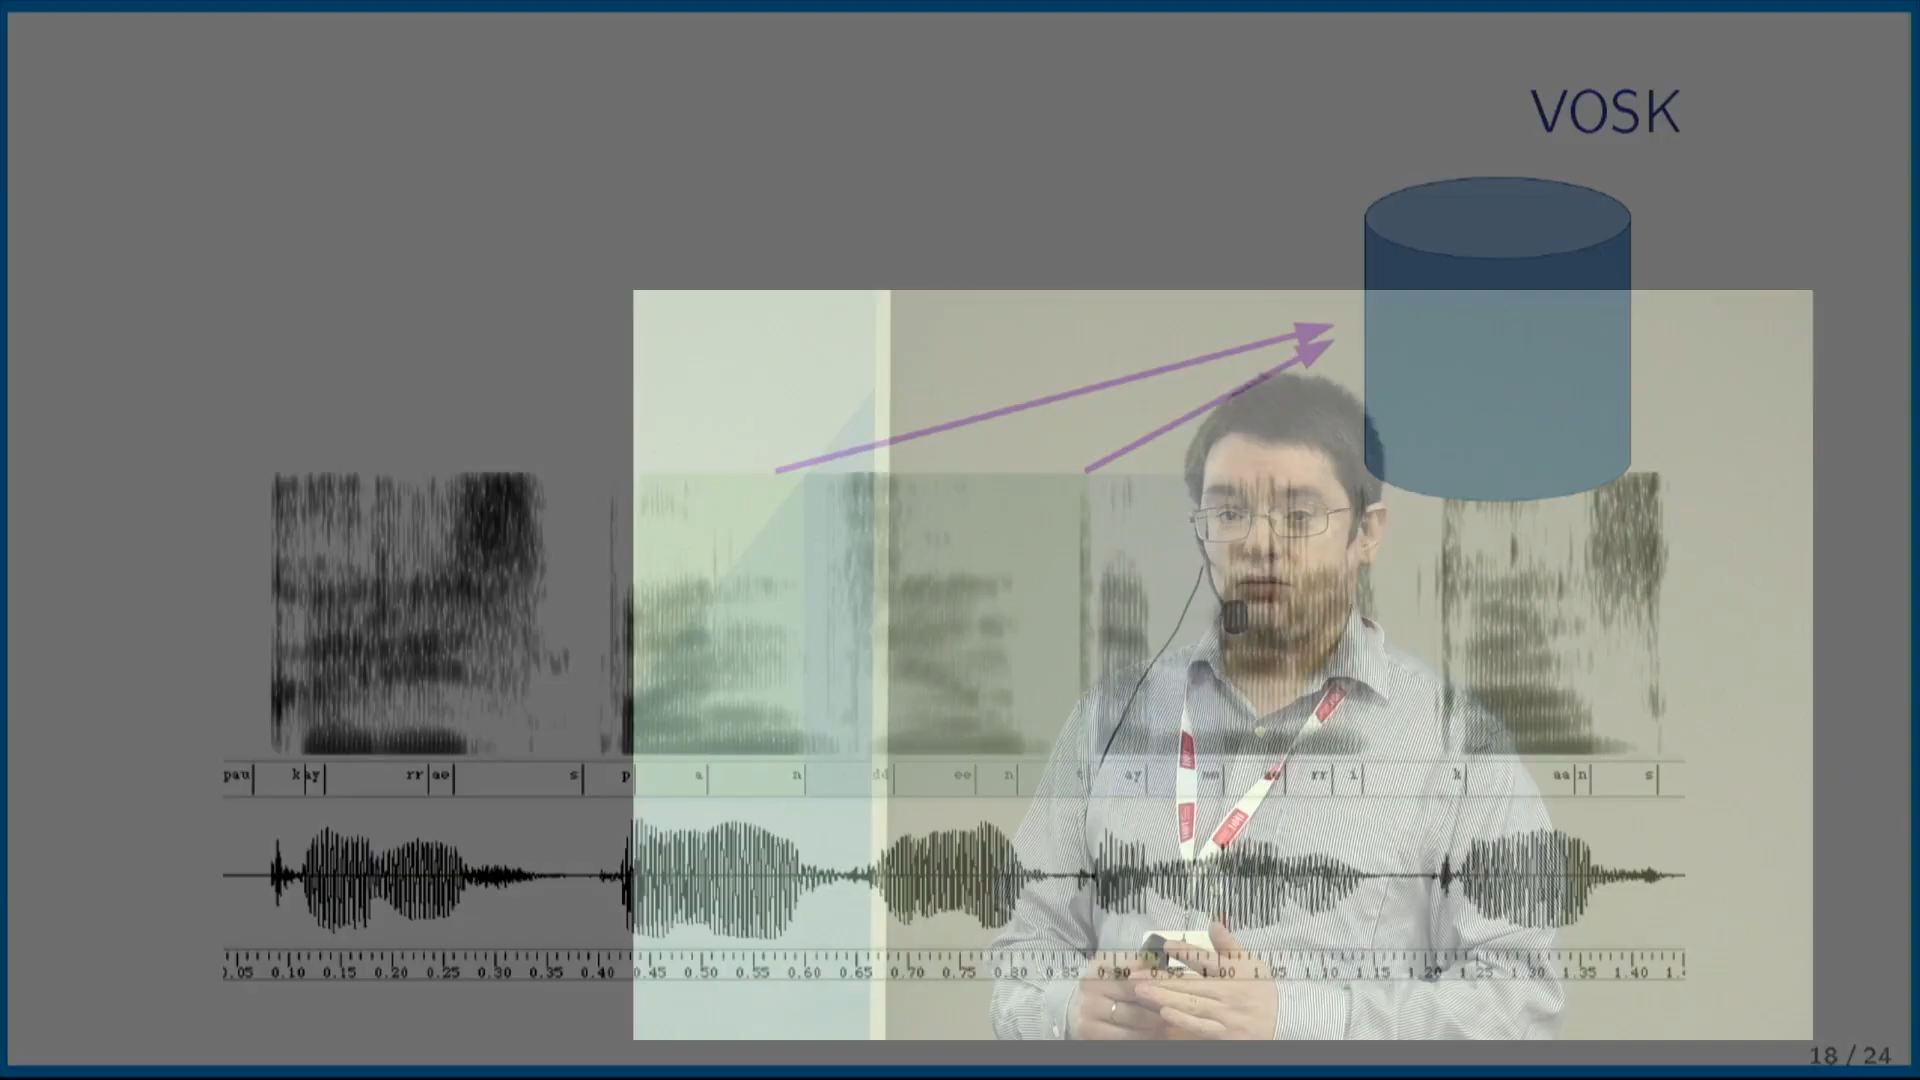 VOSK
pau k ay rr ae s p a n dd ee n t ay mm ae rr i k aa n s
0.10 0.15 0.20 0.25 0.30 0.35 0.40 0.45 0.50 0.55 0.60 0.65 0.70 0.75 0.80 0.85 0.90 0.95 1.00 1.05 1.10 1.15 1.20 1.25 1.30 1.35 1.40
18 / 24